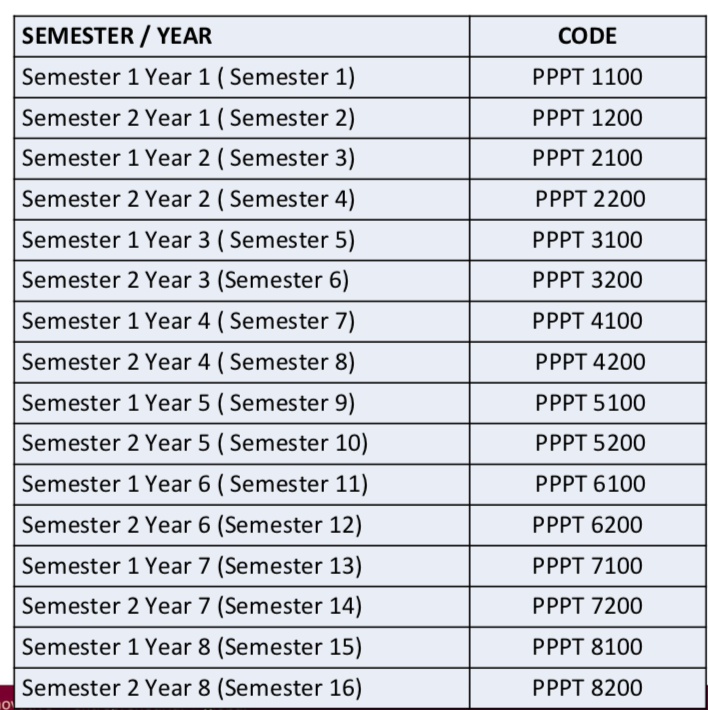 SEMESTER / YEAR CODE
Semester 1 Year 1 ( Semester 1) PPPT 1100
Semester 2 Year 1 ( Semester 2) PPPT 1200
Semester 1 Year 2 ( Semester 3) PPPT 2100
Semester 2 Year 2 ( Semester 4) PPPT 2200
Semester 1 Year 3 ( Semester 5) PPPT 3100
Semester 2 Year 3 (Semester 6) PPPT 3200
Semester 1 Year 4 ( Semester 7) PPPT 4100
Semester 2 Year 4 ( Semester 8) PPPT 4200
Semester 1 Year 5 ( Semester 9) PPPT 5100
Semester 2 Year 5 ( Semester 10) PPPT 5200
Semester 1 Year 6 ( Semester 11) PPPT 6100
Semester 2 Year 6 (Semester 12) PPPT 6200
Semester 1 Year 7 (Semester 13) PPPT 7100
Semester 2 Year 7 (Semester 14) PPPT 7200
Semester 1 Year 8 (Semester 15) PPPT 8100
Semester 2 Year 8 (Semester 16) PPPT 8200